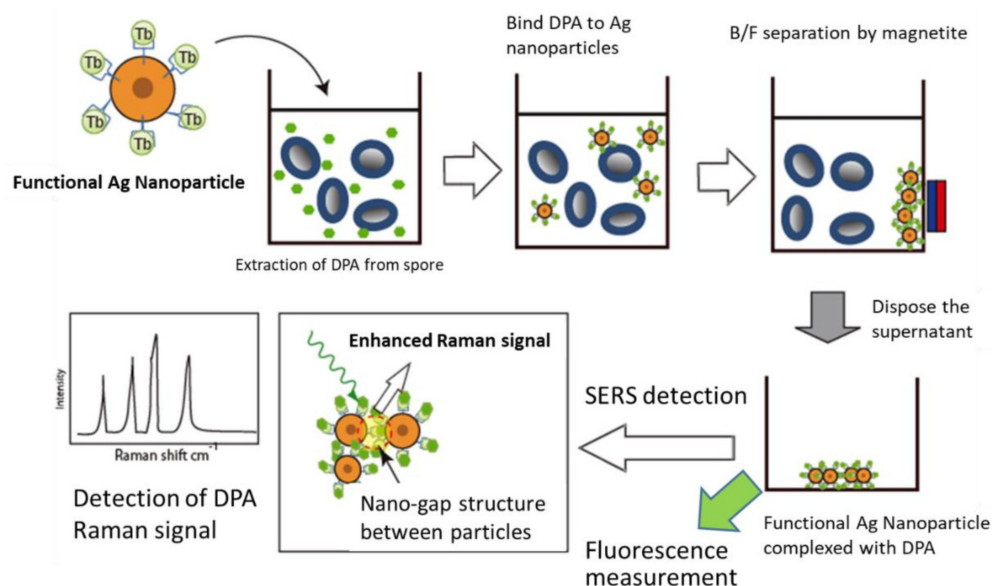 Tb
Tb
Tb
Tb
Tb
Tb
Functional Ag Nanoparticle
Extraction of DPA from spore
Bind DPA to Ag
nanoparticles
B/F separation by magnetite
Dispose the
supernatant
Functional Ag Nanoparticle
complexed with DPA
SERS detection
Fluorescence
measurement
Enhanced Raman signal
Nano-gap structure
between particles
Intensity
Raman shift cm-1
Detection of DPA
Raman signal